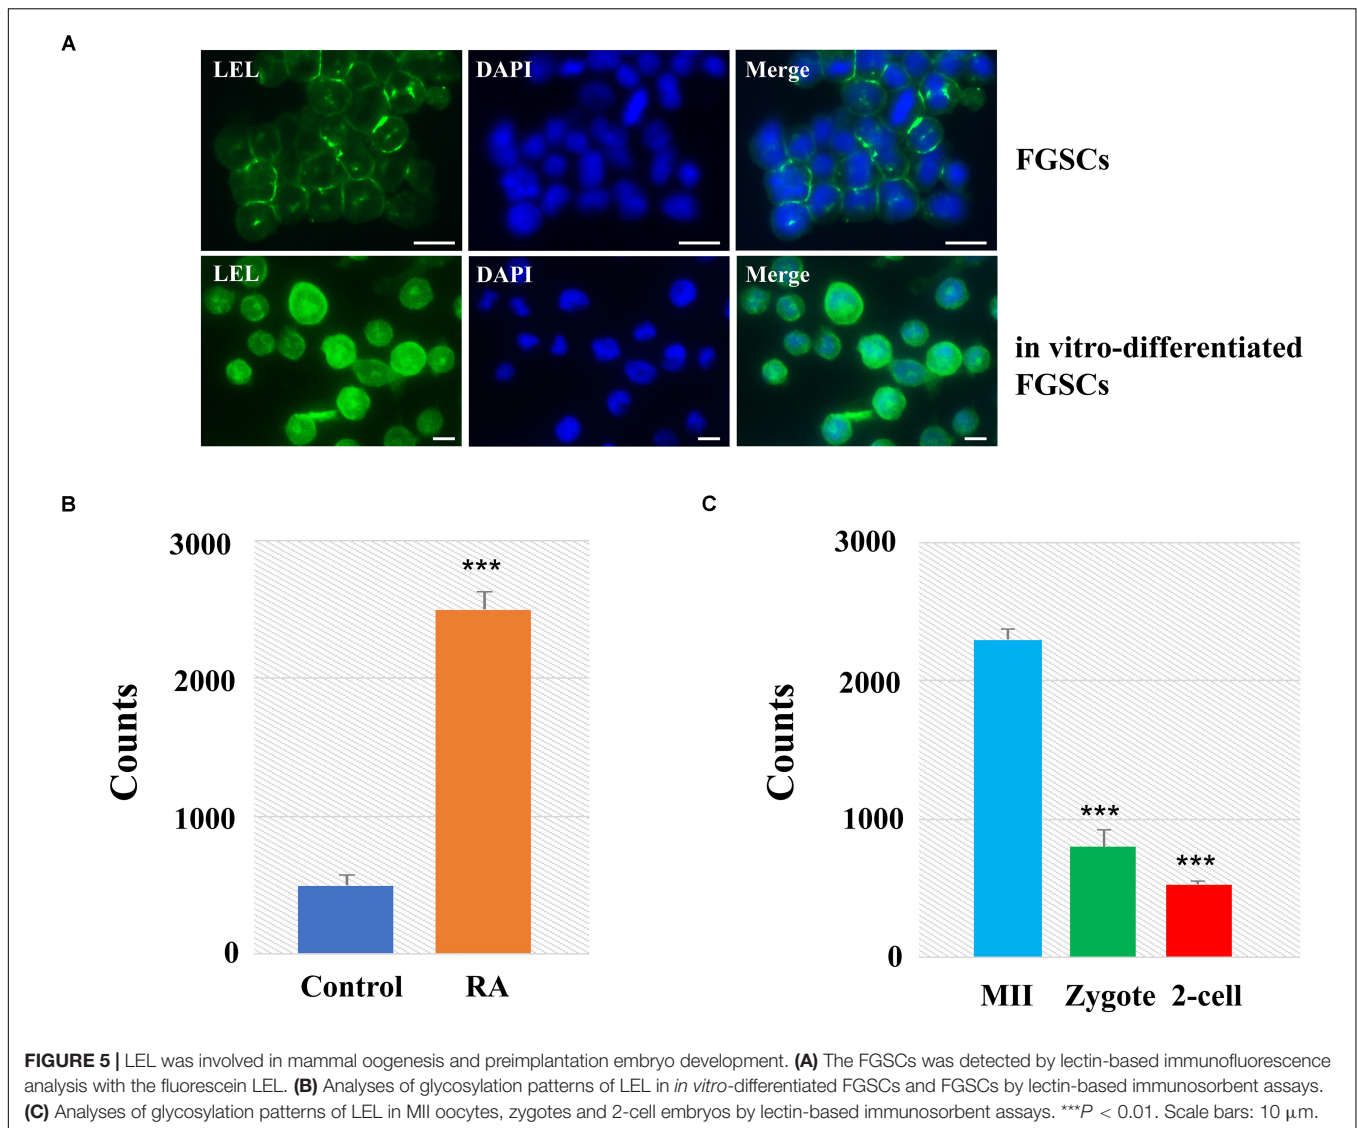 A
LEL
DAPI
Merge
FGSCs
LEL
DAPI
Merge
in vitro-differentiated
FGSCs
B
3000
2000
1000
0
Counts
***
Control
RA
C
3000
2000
1000
0
Counts
***
***
MII
Zygote
2-cell
FIGURE 5 | LEL was involved in mammal oogenesis and preimplantation embryo development. (A) The FGSCs was detected by lectin-based immunofluorescence
analysis with the fluorescein LEL. (B) Analyses of glycosylation patterns of LEL in in vitro-differentiated FGSCs and FGSCs by lectin-based immunosorbent assays.
(C) Analyses of glycosylation patterns of LEL in MII oocytes, zygotes and 2-cell embryos by lectin-based immunosorbent assays. ***P < 0.01. Scale bars: 10 μm.